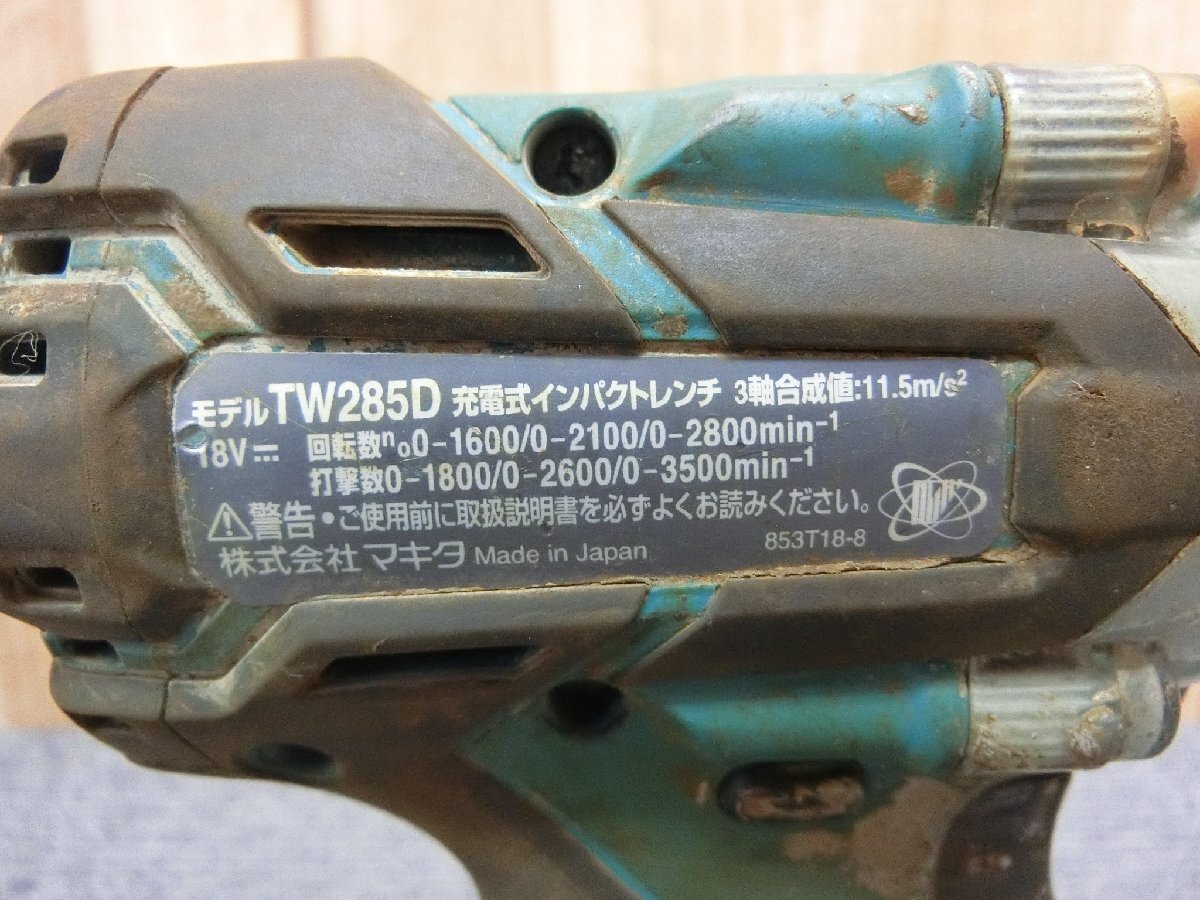 モデル TW285D 充電式インパクトレンチ 3軸合成値:11.5m/s²
18V⎓ 回転数n₀0-1600/0-2100/0-2800min⁻¹
打撃数0-1800/0-2600/0-3500min⁻¹
⚠警告・ご使用前に取扱説明書を必ずよくお読みください。
株式会社 マキタ Made in Japan 853T18-8